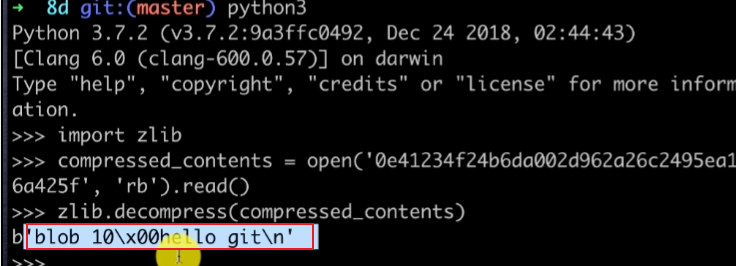 → 8d git:(master) python3
Python 3.7.2 (v3.7.2:9a3ffc0492, Dec 24 2018, 02:44:43)
[Clang 6.0 (clang-600.0.57)] on darwin
Type "help", "copyright", "credits" or "license" for more inform
ation.
>>> import zlib
>>> compressed_contents = open('0e41234f24b6da002d962a26c2495ea1
6a425f', 'rb').read()
>>> zlib.decompress(compressed_contents)
b'blob 10\x00hello git\n'
>>>